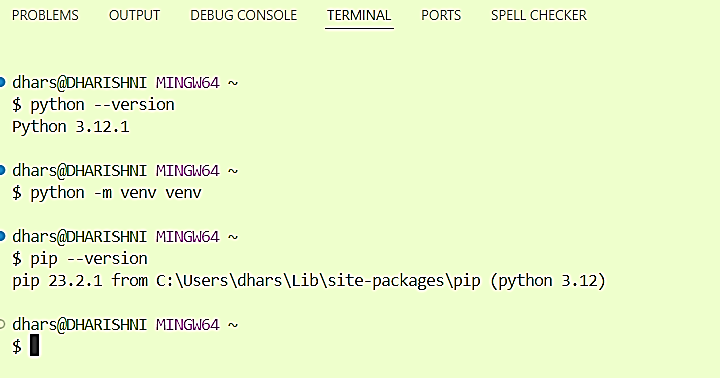 PROBLEMS OUTPUT DEBUG CONSOLE TERMINAL PORTS SPELL CHECKER
dhars@DHARISHNI MINGW64 ~
$ python --version
Python 3.12.1
dhars@DHARISHNI MINGW64 ~
$ python -m venv venv
dhars@DHARISHNI MINGW64 ~
$ pip --version
pip 23.2.1 from C:\Users\dhars\Lib\site-packages\pip (python 3.12)
dhars@DHARISHNI MINGW64 ~
$